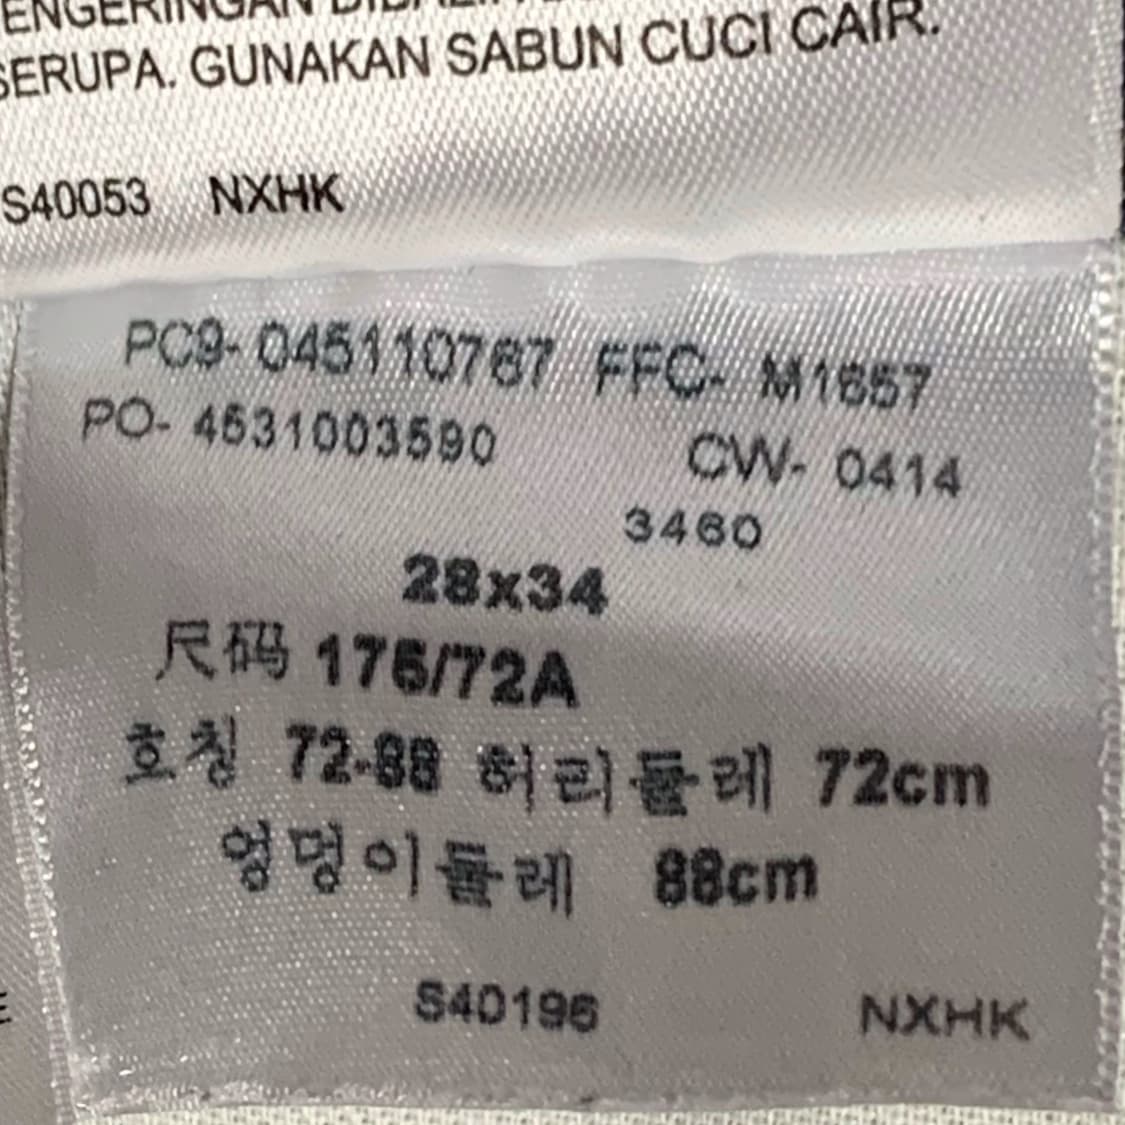 SERUPA. GUNAKAN SABUN CUCI CAIR.
S40053 NXHK
PC9- 045110767 FFC- M1657
PO- 4531003590 CW- 0414
3460
28x34
尺码 175/72A
호칭 72-88 허리둘레 72cm
엉덩이둘레 88cm
S40196 NXHK